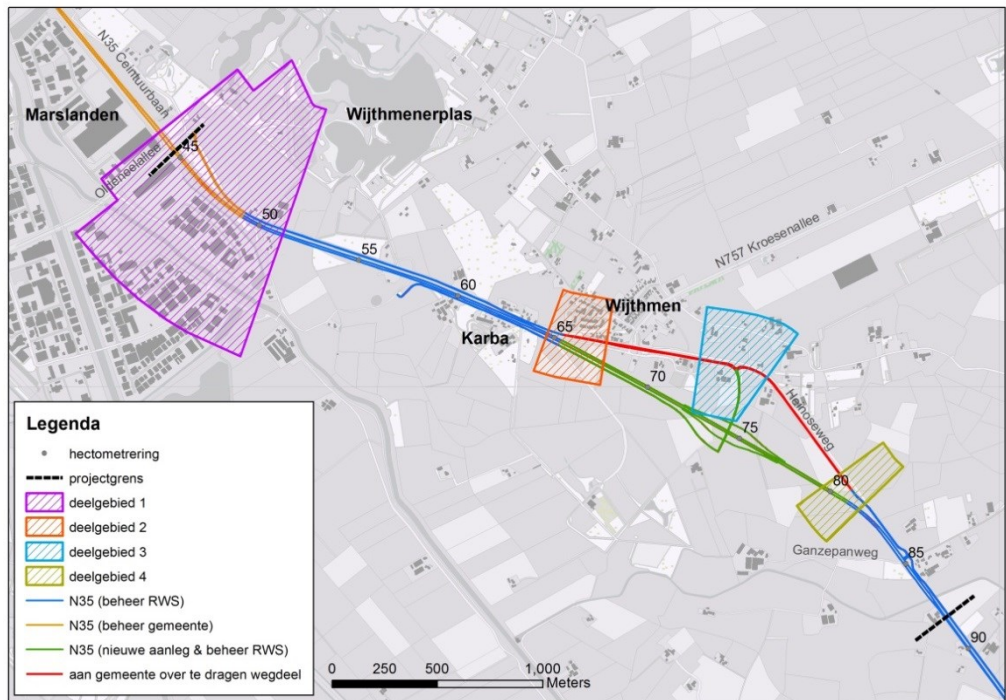 N35 Ceintuurbaan
Marslanden
Wijthmenerplas
45
Oldeneelallee
50
55
N757 Kroesenallee
60
Wijthmen
65
Karba
70
75
Heinoseweg
80
Ganzepanweg
85
90
Legenda
hectometrering
projectgrens
deelgebied 1
deelgebied 2
deelgebied 3
deelgebied 4
N35 (beheer RWS)
N35 (beheer gemeente)
N35 (nieuwe aanleg & beheer RWS)
aan gemeente over te dragen wegdeel
0 250 500 1,000
Meters